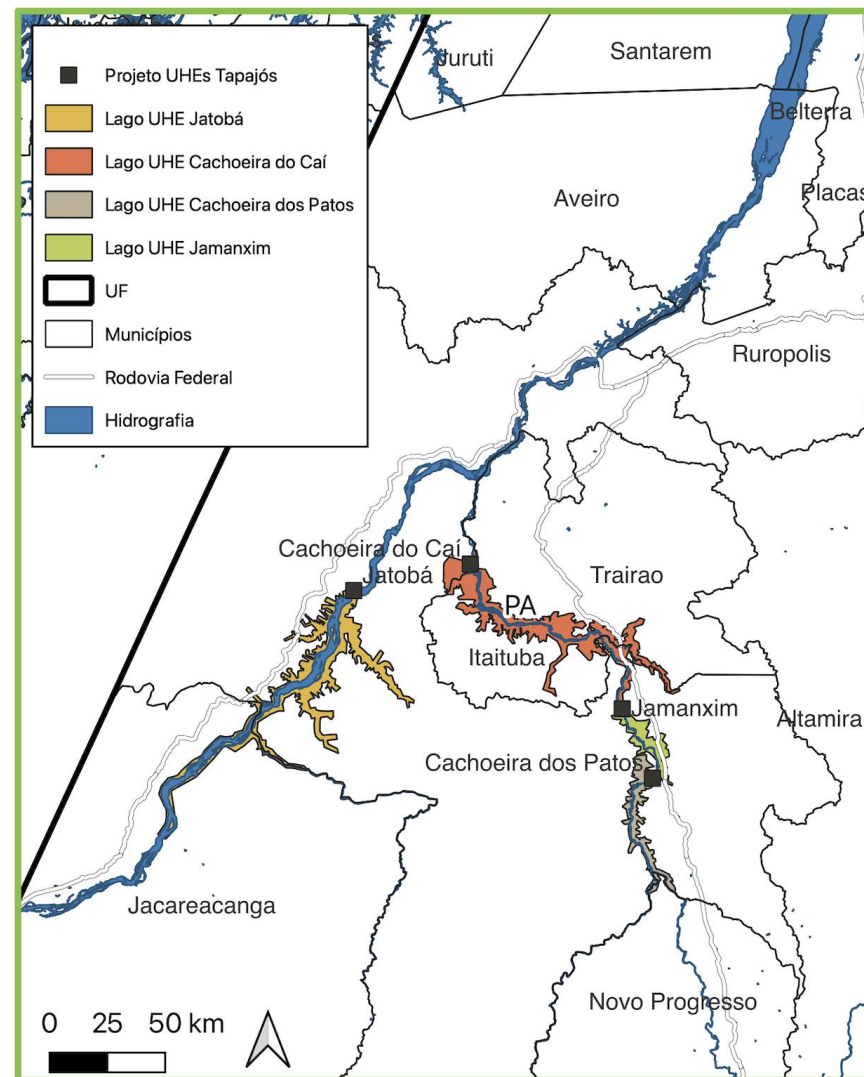 Projeto UHEs Tapajós
Lago UHE Jatobá
Lago UHE Cachoeira do Caí
Lago UHE Cachoeira dos Patos
Lago UHE Jamanxim
UF
Municípios
Rodovia Federal
Hidrografia
Juruti
Santarem
Belterra
Aveiro
Placas
Ruropolis
Cachoeira do Caí
Jatobá
Trairao
PA
Itaituba
Jamanxim
Altamira
Cachoeira dos Patos
Jacareacanga
Novo Progresso
0 25 50 km